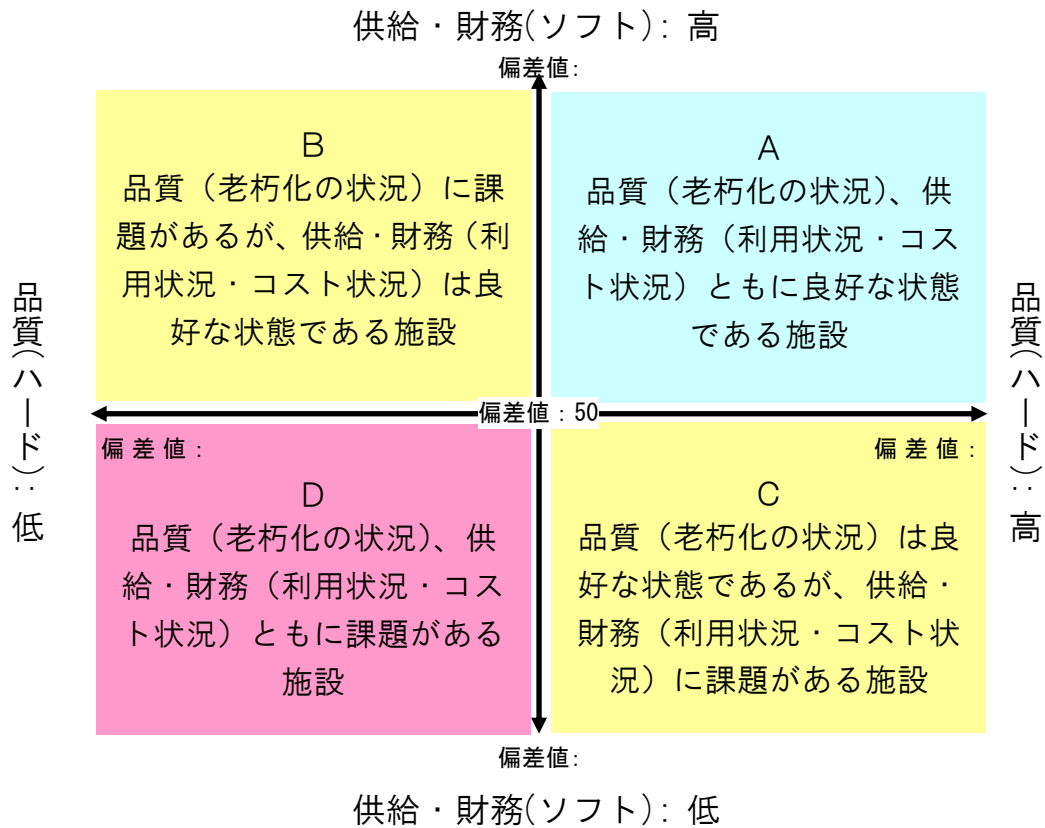 供給・財務(ソフト): 高
偏差値:
B
品質（老朽化の状況）に課
題があるが、供給・財務（利
用状況・コスト状況）は良
好な状態である施設
A
品質（老朽化の状況）、供
給・財務（利用状況・コス
ト状況）ともに良好な状態
である施設
品質(ハード): 低
品質(ハード): 高
偏差値：50
偏差値:
偏差値:
D
品質（老朽化の状況）、供
給・財務（利用状況・コス
ト状況）ともに課題がある
施設
C
品質（老朽化の状況）は良
好な状態であるが、供給・
財務（利用状況・コスト状
況）に課題がある施設
偏差値:
供給・財務(ソフト): 低